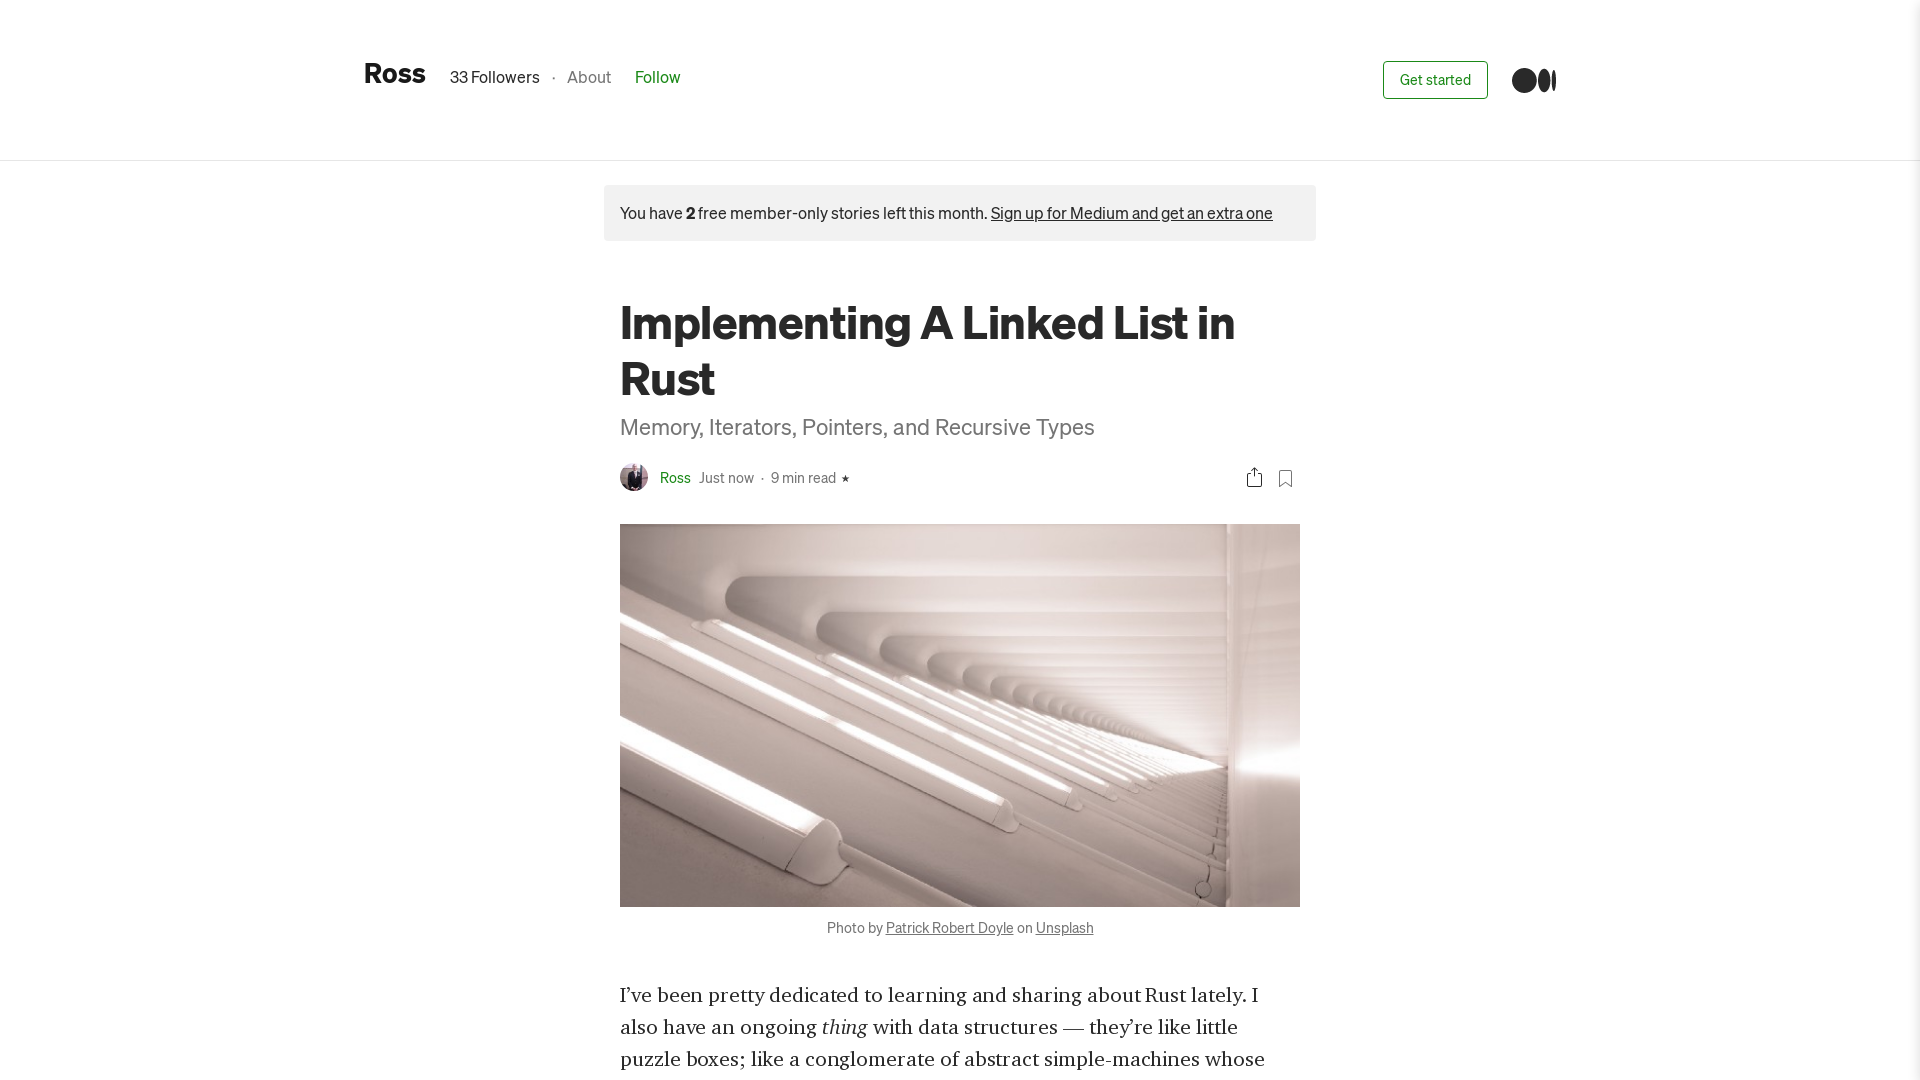 Ross 33 Followers · About Follow Get started
You have 2 free member-only stories left this month. Sign up for Medium and get an extra one
Implementing A Linked List in
Rust
Memory, Iterators, Pointers, and Recursive Types
Ross Just now · 9 min read ★
Photo by Patrick Robert Doyle on Unsplash
I’ve been pretty dedicated to learning and sharing about Rust lately. I
also have an ongoing thing with data structures — they’re like little
puzzle boxes; like a conglomerate of abstract simple-machines whose